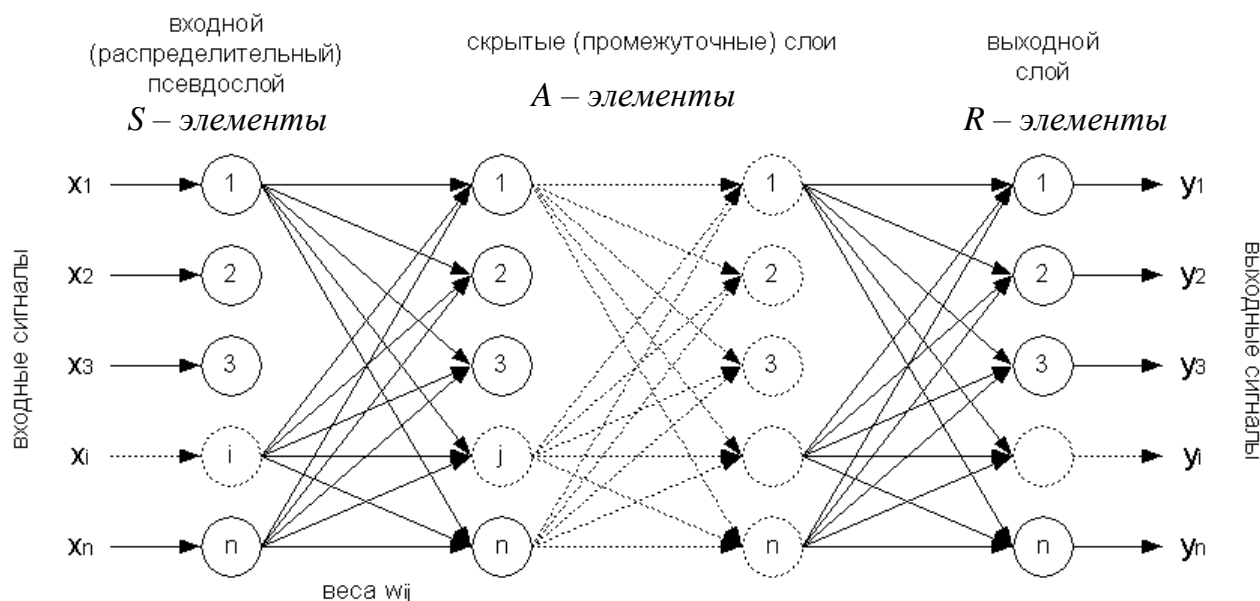 входной
(распределительный)
псевдослой
S – элементы
скрытые (промежуточные) слои
A – элементы
выходной
слой
R – элементы
входные сигналы
x1 1 1 1 1 y1
x2 2 2 2 2 y2
x3 3 3 3 3 y3
xi i j yi
xn n n n n yn
выходные сигналы
веса wij